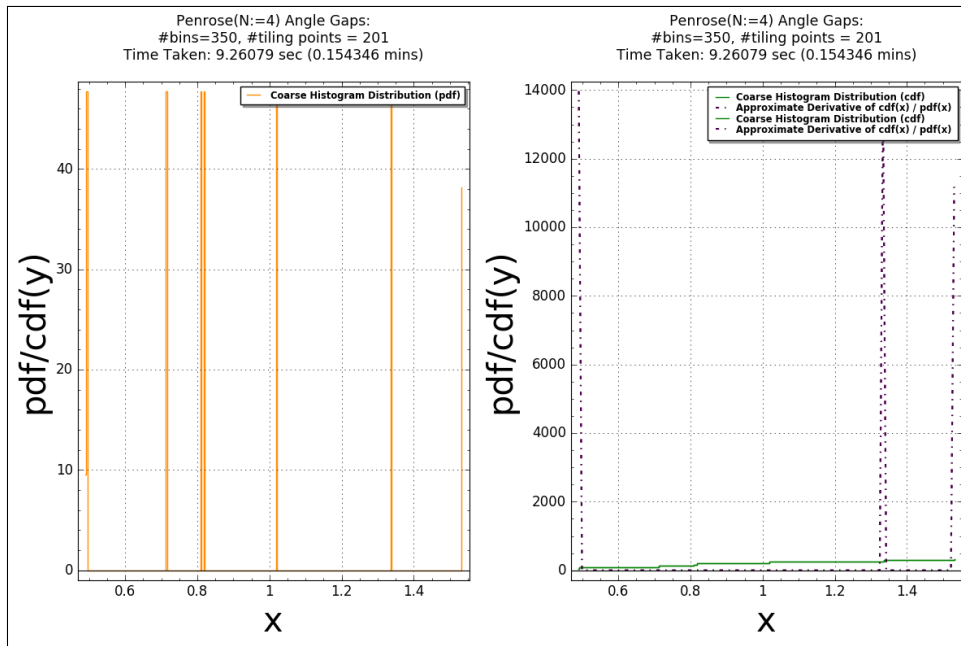 Penrose(N:=4) Angle Gaps:
#bins=350, #tiling points = 201
Time Taken: 9.26079 sec (0.154346 mins)
Coarse Histogram Distribution (pdf)
40
30
20
10
0
0.6
0.8
1
1.2
1.4
x
pdf/cdf(y)
Penrose(N:=4) Angle Gaps:
#bins=350, #tiling points = 201
Time Taken: 9.26079 sec (0.154346 mins)
Coarse Histogram Distribution (cdf)
Approximate Derivative of cdf(x) / pdf(x)
Coarse Histogram Distribution (cdf)
Approximate Derivative of cdf(x) / pdf(x)
14000
12000
10000
8000
6000
4000
2000
0
0.6
0.8
1
1.2
1.4
x
pdf/cdf(y)